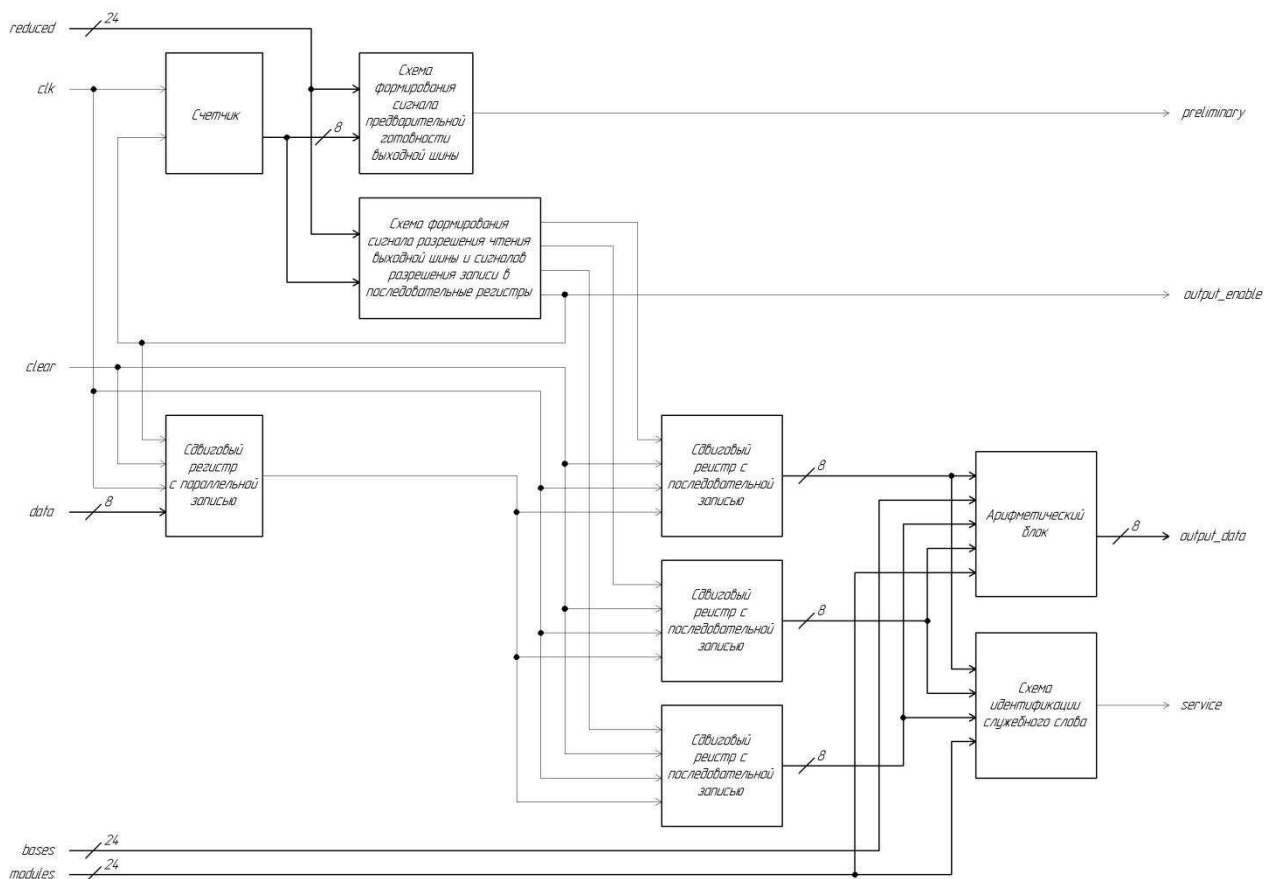 reduced
24
clk
Счетчик
8
Схема
формирования
сигнала
предварительной
готовности
выходной шины
preliminary
Схема формирования
сигнала разрешения чтения
выходной шины и сигналов
разрешения записи в
последовательные регистры
output_enable
clear
Сдвиговый
регистр
с параллельной
записью
data
8
Сдвиговый
реистр с
последовательной
записью
8
Арифметический
блок
8
output_data
Сдвиговый
реистр с
последовательной
записью
8
Схема
идентификации
служебного слова
service
Сдвиговый
реистр с
последовательной
записью
8
bases
24
modules
24